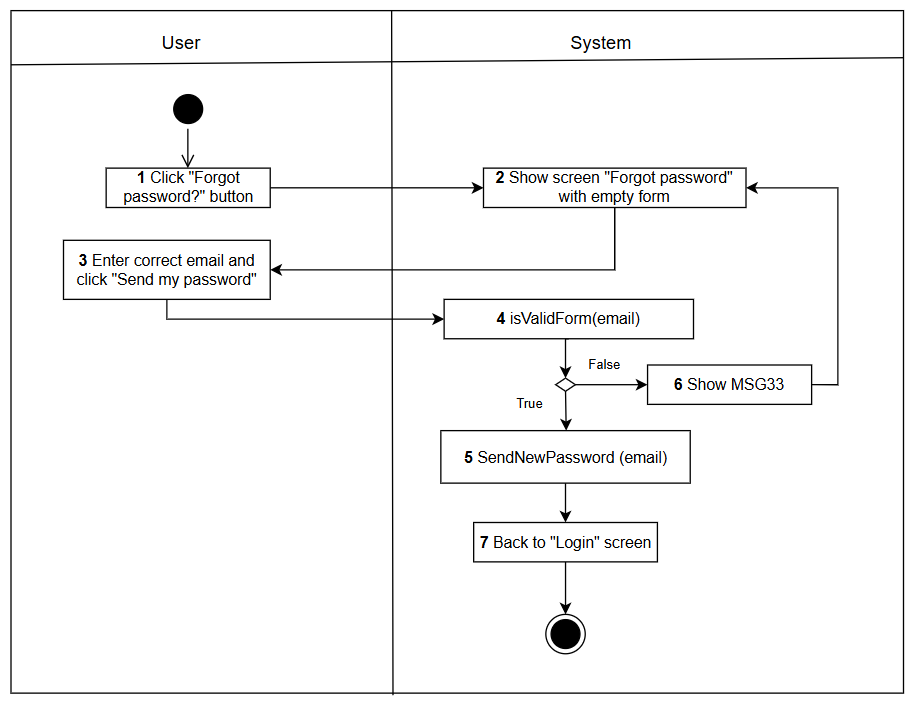 User
System
1 Click "Forgot
password?" button
2 Show screen "Forgot password"
with empty form
3 Enter correct email and
click "Send my password"
4 isValidForm(email)
False
6 Show MSG33
True
5 SendNewPassword (email)
7 Back to "Login" screen